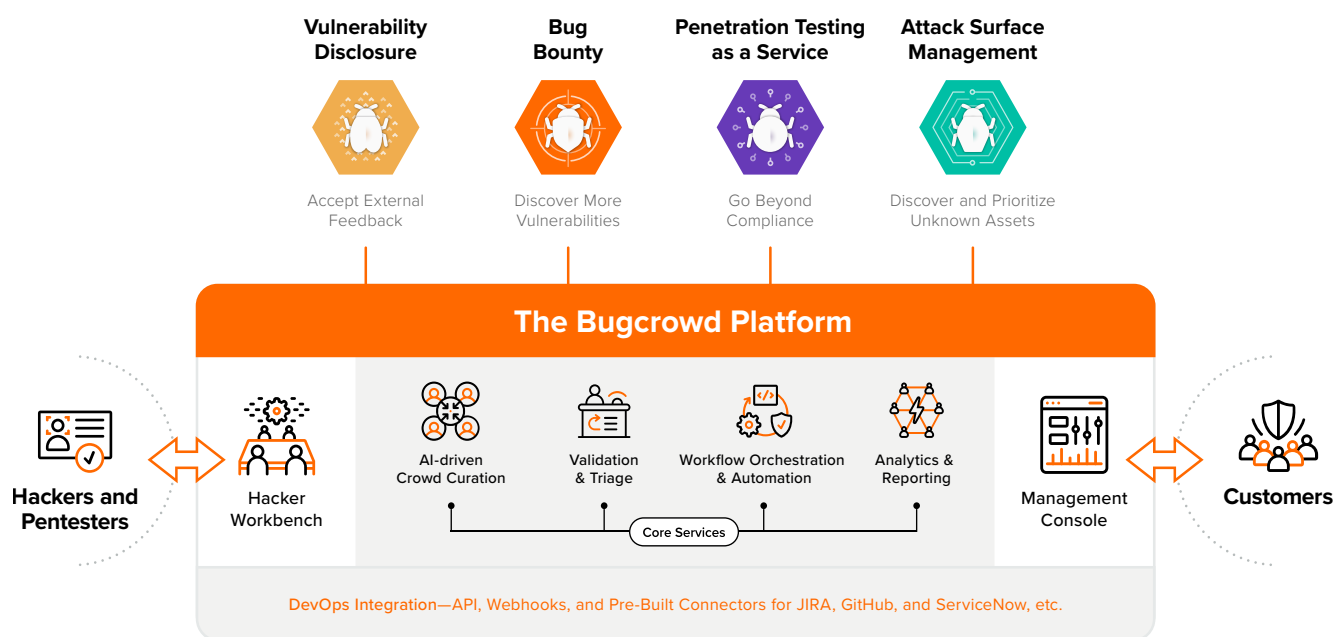 Vulnerability
Disclosure
Bug
Bounty
Penetration Testing
as a Service
Attack Surface
Management
Accept External
Feedback
Discover More
Vulnerabilities
Go Beyond
Compliance
Discover and Prioritize
Unknown Assets
The Bugcrowd Platform
Hackers and
Pentesters
Hacker
Workbench
AI-driven
Crowd Curation
Validation
& Triage
Workflow Orchestration
& Automation
Analytics &
Reporting
Core Services
Management
Console
Customers
DevOps Integration—API, Webhooks, and Pre-Built Connectors for JIRA, GitHub, and ServiceNow, etc.